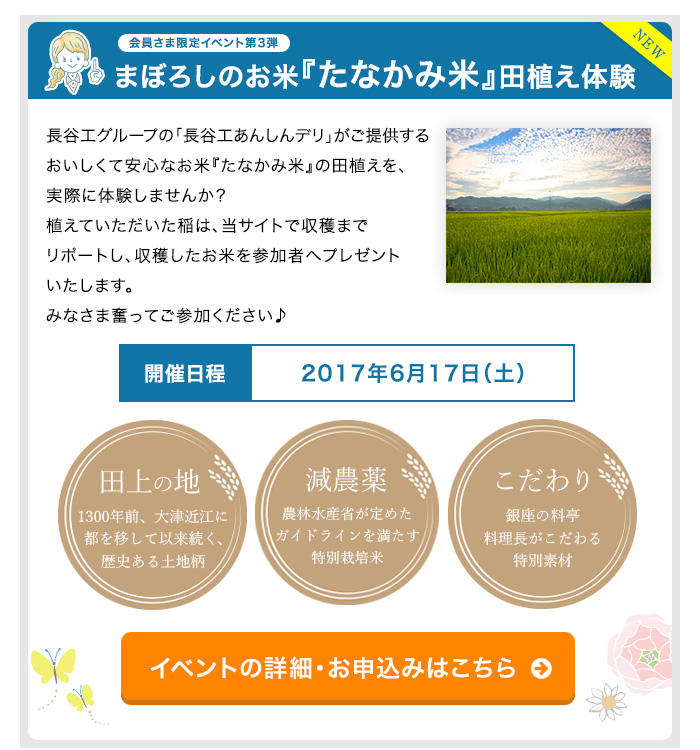 会員さま限定イベント第3弾
まぼろしのお米『たなかみ米』田植え体験
NEW
長谷工グループの「長谷工あんしんデリ」がご提供する
おいしくて安心なお米『たなかみ米』の田植えを、
実際に体験しませんか？
植えていただいた稲は、当サイトで収穫まで
リポートし、収穫したお米を参加者へプレゼント
いたします。
みなさま奮ってご参加ください♪
開催日程
2017年6月17日（土）
田上の地
1300年前、大津近江に
都を移して以来続く、
歴史ある土地柄
減農薬
農林水産省が定めた
ガイドラインを満たす
特別栽培米
こだわり
銀座の料亭
料理長がこだわる
特別素材
イベントの詳細・お申込みはこちら